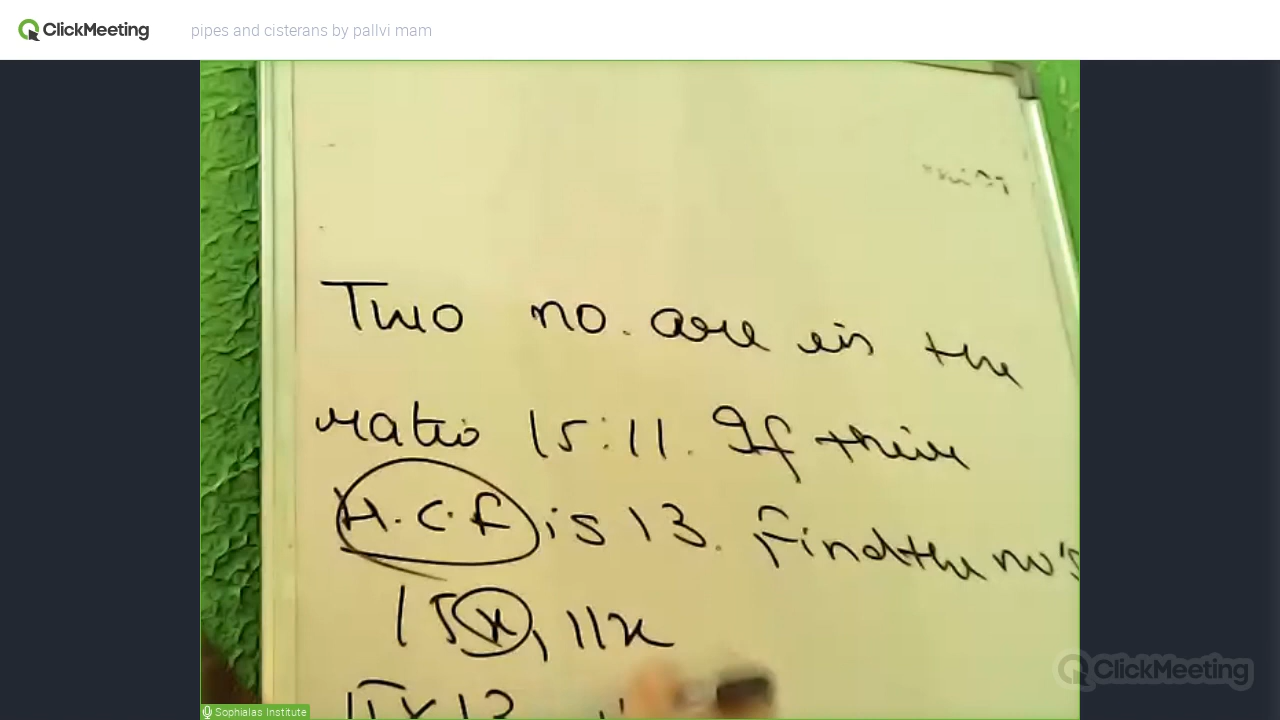 ClickMeeting pipes and cisterans by pallvi mam
Two no. are in the
ratio 15:11. If their
H.C.F is 13. Find the no's
15x, 11x
15x13
ClickMeeting
Sophialas Institute